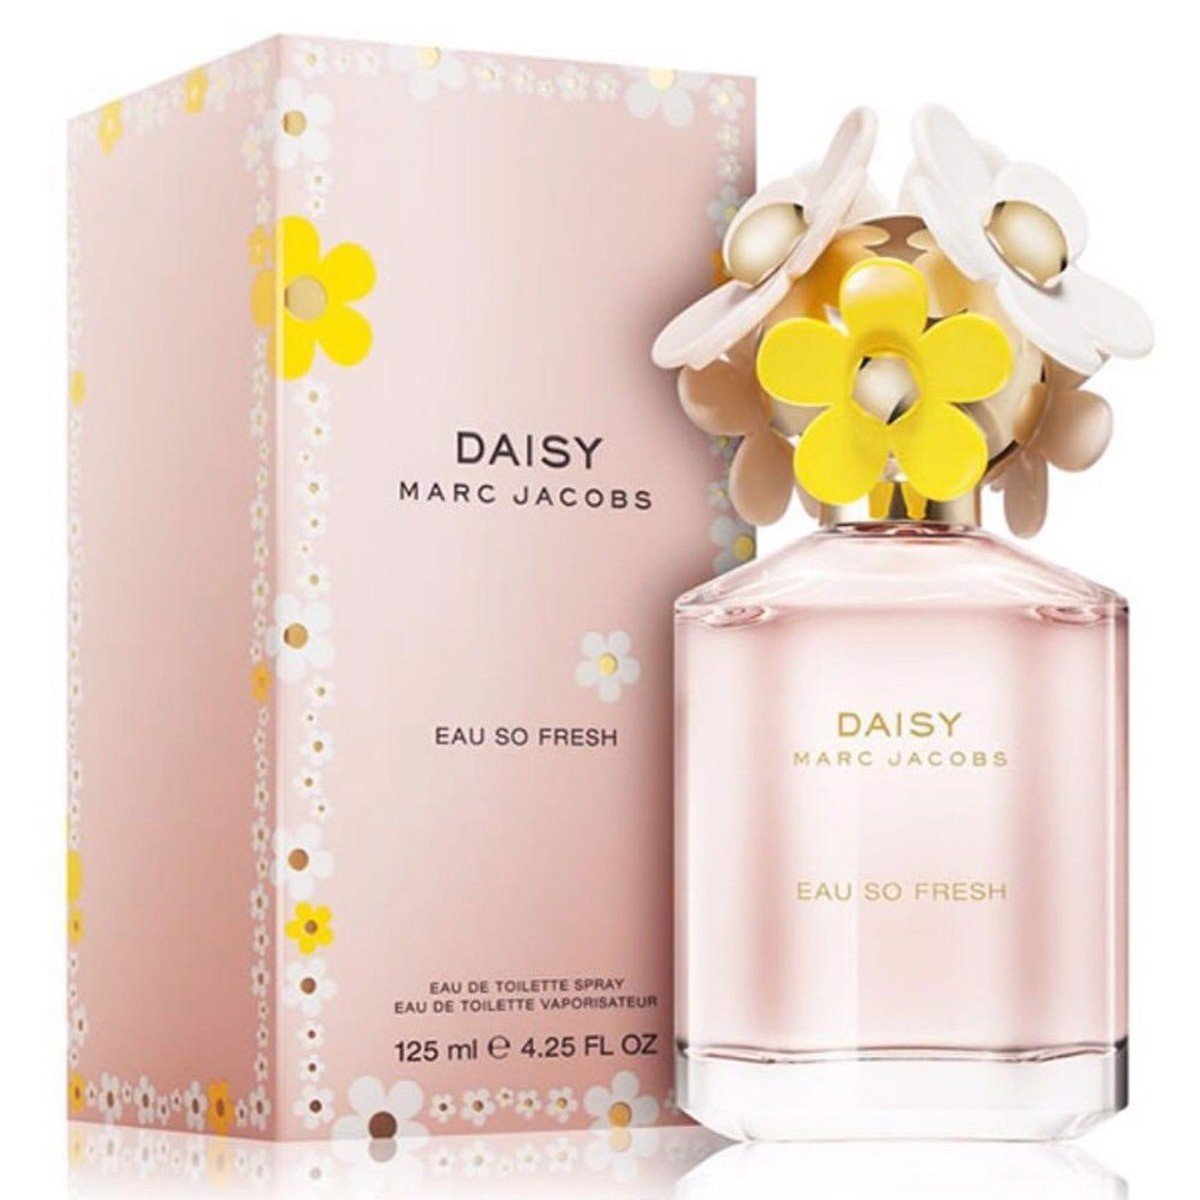 DAISY
MARC JACOBS
EAU SO FRESH
EAU DE TOILETTE SPRAY
EAU DE TOILETTE VAPORISATEUR
125 ml ℮ 4.25 FL OZ
DAISY
MARC JACOBS
EAU SO FRESH